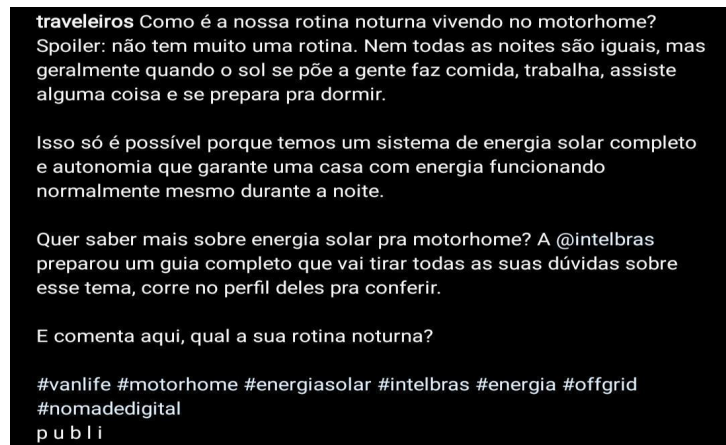 traveleiros Como é a nossa rotina noturna vivendo no motorhome?
Spoiler: não tem muito uma rotina. Nem todas as noites são iguais, mas
geralmente quando o sol se põe a gente faz comida, trabalha, assiste
alguma coisa e se prepara pra dormir.
Isso só é possível porque temos um sistema de energia solar completo
e autonomia que garante uma casa com energia funcionando
normalmente mesmo durante a noite.
Quer saber mais sobre energia solar pra motorhome? A @intelbras
preparou um guia completo que vai tirar todas as suas dúvidas sobre
esse tema, corre no perfil deles pra conferir.
E comenta aqui, qual a sua rotina noturna?
#vanlife #motorhome #energiasolar #intelbras #energia #offgrid
#nomadedigital
p u b l i